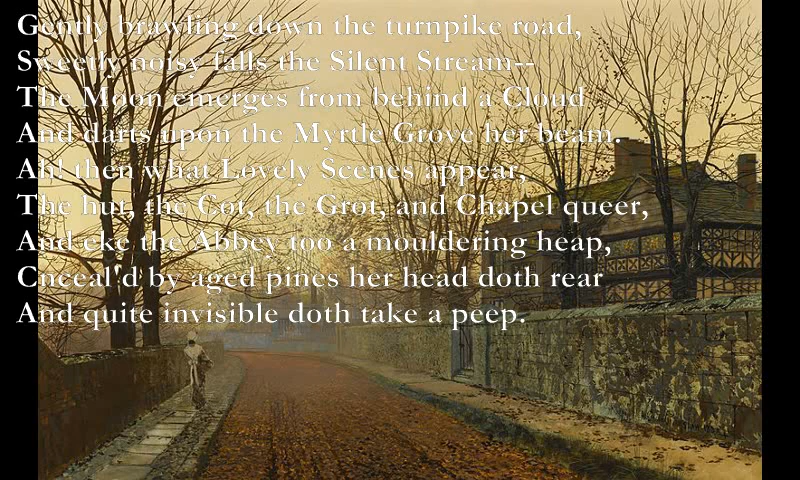 Gently brawling down the turnpike road,
Sweetly noisy falls the Silent Stream--
The Moon emerges from behind a Cloud
And darts upon the Myrtle Grove her beam.
Ah! then what Lovely Scenes appear,
The hut, the Cot, the Grot, and Chapel queer,
And eke the Abbey too a mouldering heap,
Cnceal'd by aged pines her head doth rear
And quite invisible doth take a peep.